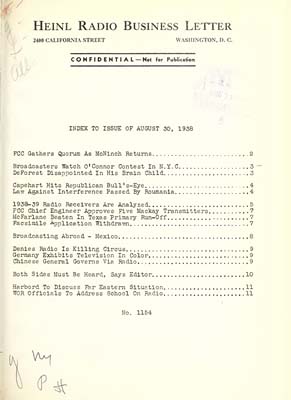 HEINL RADIO BUSINESS LETTER
2400 CALIFORNIA STREET WASHINGTON, D. C.
CONFIDENTIAL—Not for Publication
INDEX TO ISSUE OF AUGUST 30, 1938
FCC Gathers Quorum As McNinch Returns....2
Broadcasters Watch O'Connor Contest In N.Y.C....3
DeForest Disappointed In His Brain Child....3
Capehart Hits Republican Bull's-Eye....4
Law Against Interference Passed By Roumania....4
1938-39 Radio Receivers Are Analyzed....5
FCC Chief Engineer Approves Five Mackay Transmitters....7
McFarlane Beaten In Texas Primary Run-Off....7
Facsimile Application Withdrawn....7
Broadcasting Abroad - Mexico....8
Denies Radio Is Killing Circus....9
Germany Exhibits Television In Color....9
Chinese General Governs Via Radio....9
Both Sides Must Be Heard, Says Editor....10
Harbord To Discuss Far Eastern Situation....11
WOR Officials To Address School On Radio....11
No. 1154